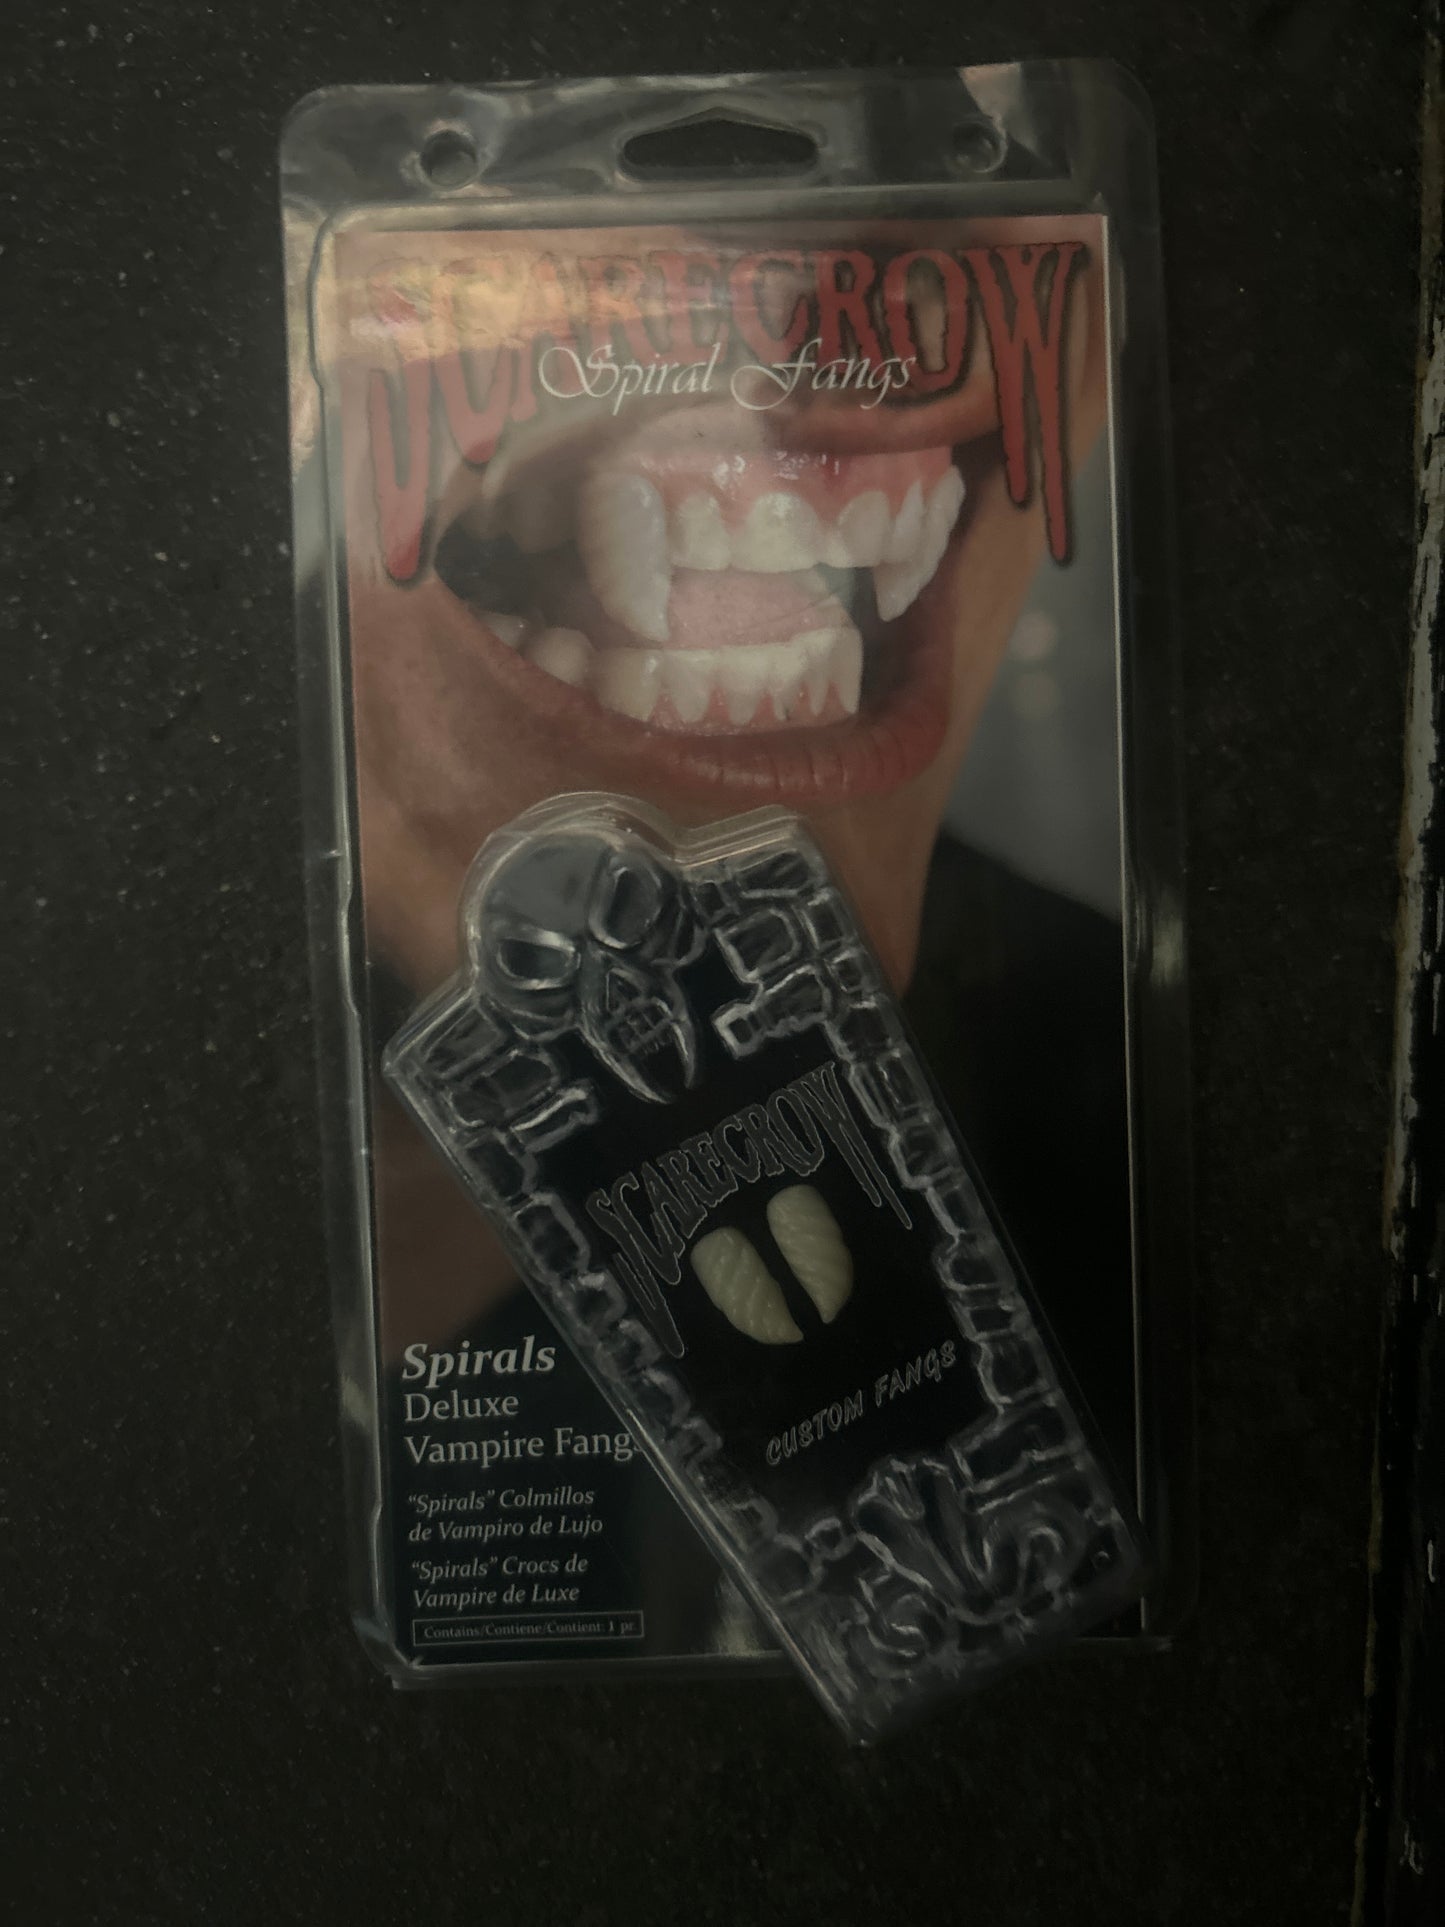 SCARECROW
Spiral Fangs
SCARECROW
CUSTOM FANGS
Spirals
Deluxe
Vampire Fangs
“Spirals” Colmillos
de Vampiro de Lujo
“Spirals” Crocs de
Vampire de Luxe
Contains/Contiene/Contient: 1 pr.